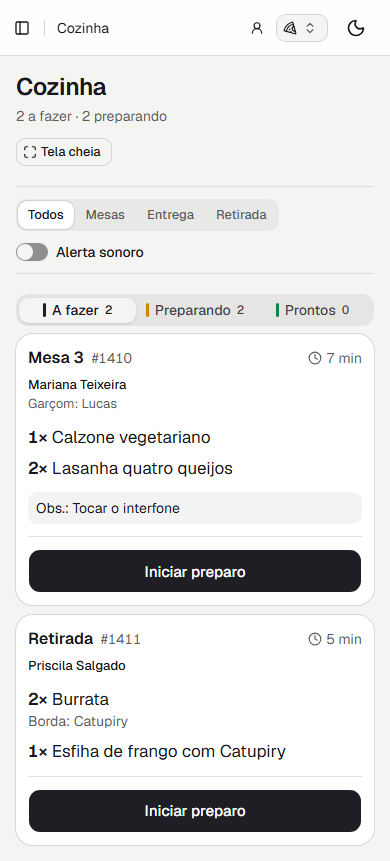 Cozinha
Cozinha
2 a fazer · 2 preparando
Tela cheia
Todos Mesas Entrega Retirada
Alerta sonoro
A fazer 2 Preparando 2 Prontos 0
Mesa 3 #1410 7 min
Mariana Teixeira
Garçom: Lucas
1× Calzone vegetariano
2× Lasanha quatro queijos
Obs.: Tocar o interfone
Iniciar preparo
Retirada #1411 5 min
Priscila Salgado
2× Burrata
Borda: Catupiry
1× Esfiha de frango com Catupiry
Iniciar preparo